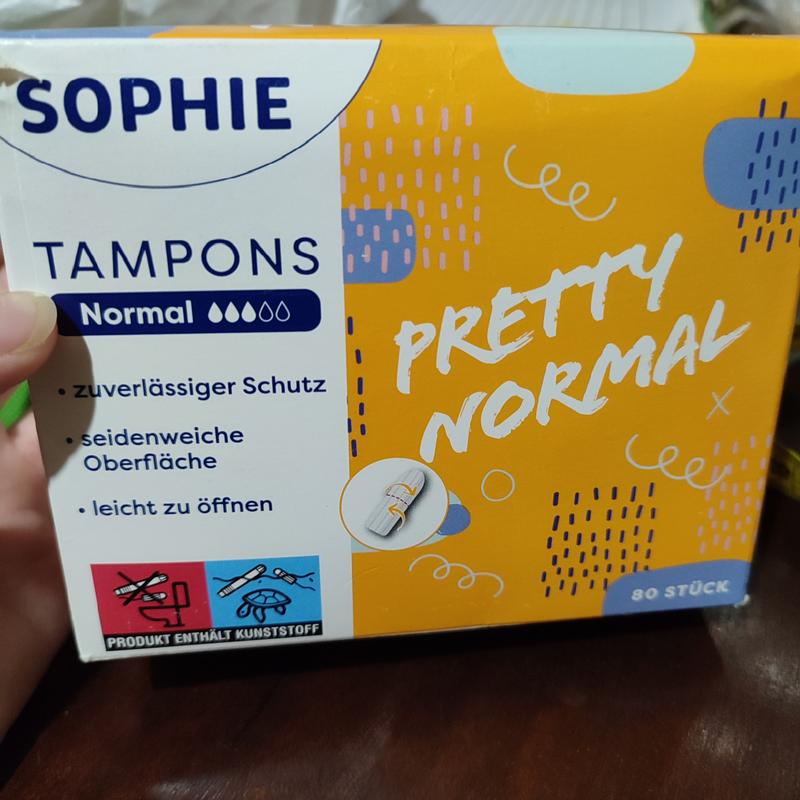 SOPHIE
TAMPONS
Normal
• zuverlässiger Schutz
• seidenweiche
Oberfläche
• leicht zu öffnen
PRODUKT ENTHÄLT KUNSTSTOFF
PRETTY
NORMAL
80 STÜCK